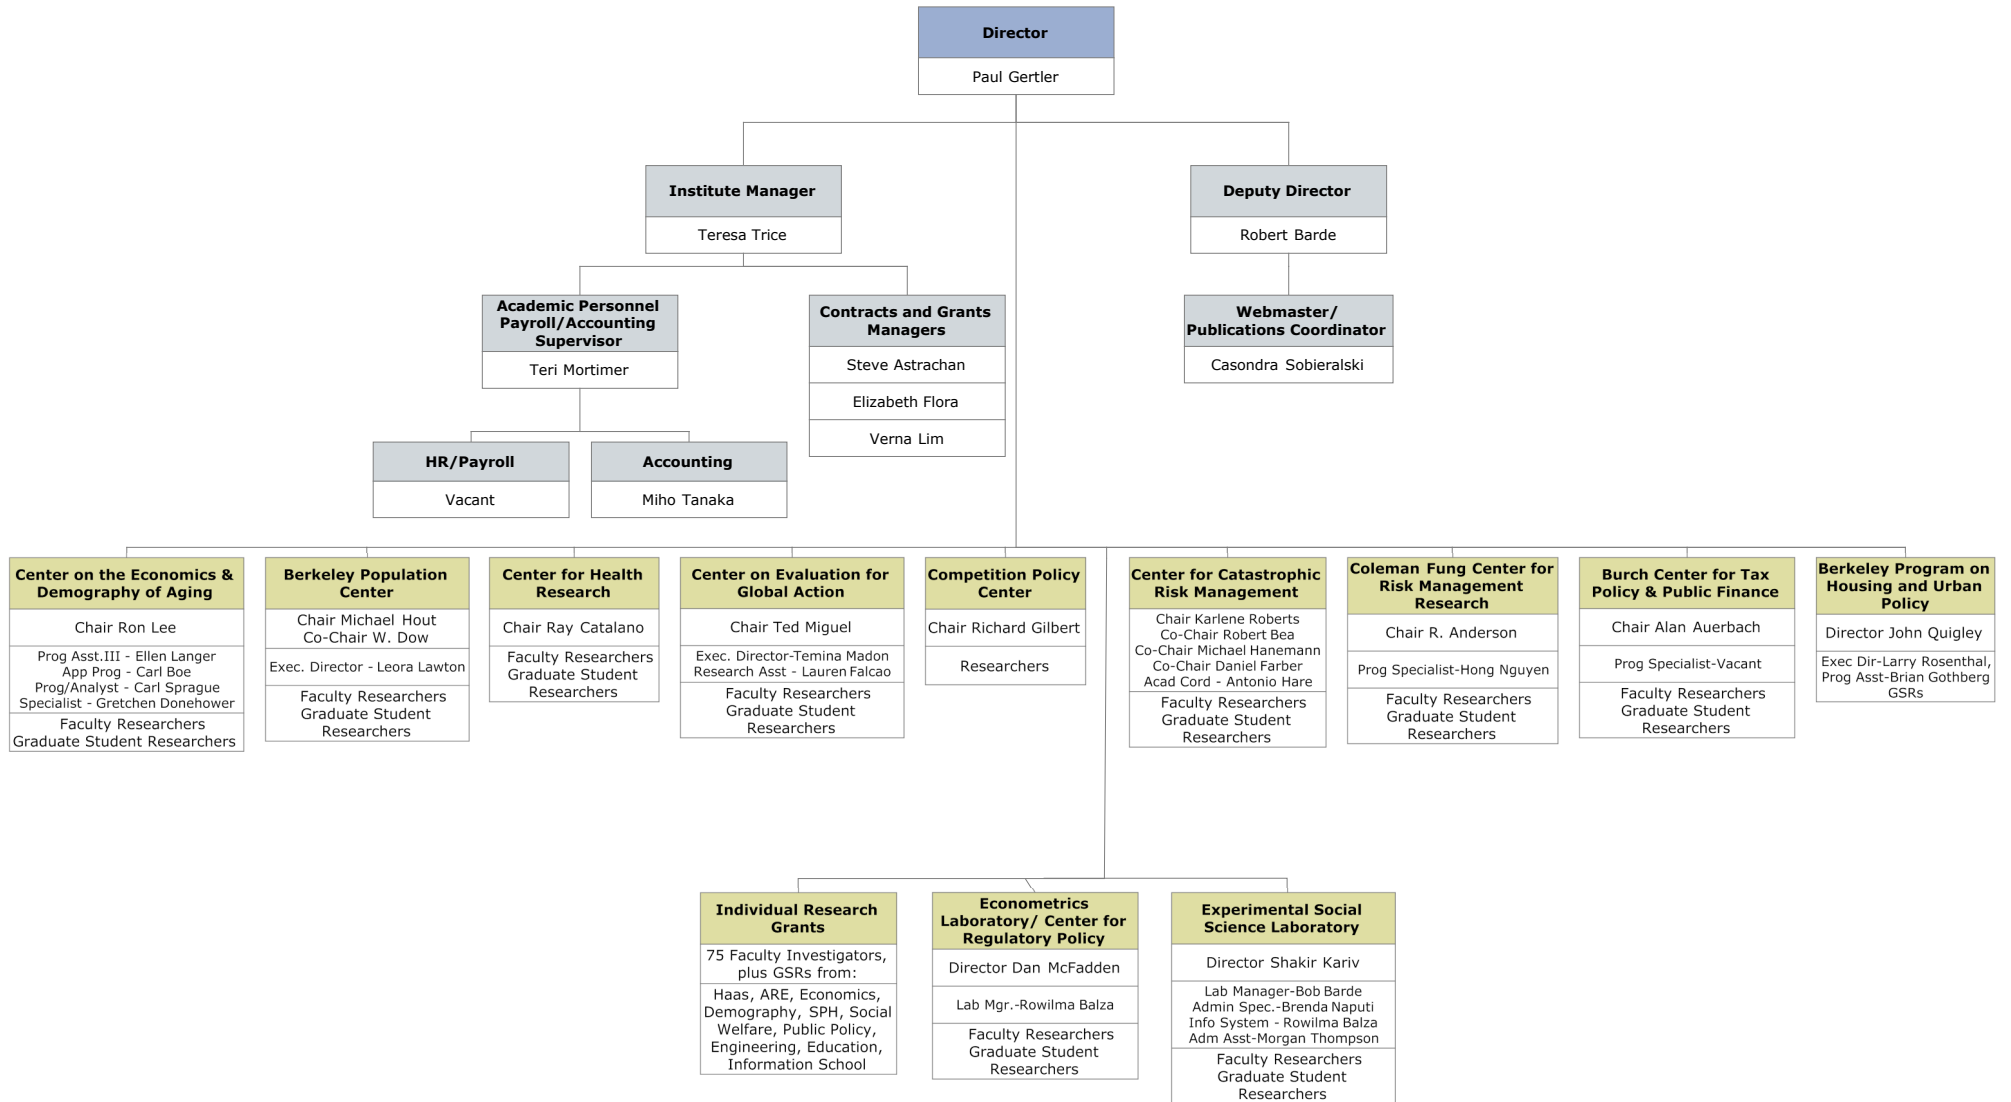 Director
Paul Gertler
Institute Manager
Teresa Trice
Deputy Director
Robert Barde
Academic Personnel
Payroll/Accounting
Supervisor
Teri Mortimer
Contracts and Grants
Managers
Steve Astrachan
Elizabeth Flora
Verna Lim
Webmaster/
Publications Coordinator
Casondra Sobieralski
HR/Payroll
Vacant
Accounting
Miho Tanaka
Center on the Economics &
Demography of Aging
Chair Ron Lee
Prog Asst.III - Ellen Langer
App Prog - Carl Boe
Prog/Analyst - Carl Sprague
Specialist - Gretchen Donehower
Faculty Researchers
Graduate Student Researchers
Berkeley Population
Center
Chair Michael Hout
Co-Chair W. Dow
Exec. Director - Leora Lawton
Faculty Researchers
Graduate Student
Researchers
Center for Health
Research
Chair Ray Catalano
Faculty Researchers
Graduate Student
Researchers
Center on Evaluation for
Global Action
Chair Ted Miguel
Exec. Director-Temina Madon
Research Asst - Lauren Falcao
Faculty Researchers
Graduate Student
Researchers
Competition Policy
Center
Chair Richard Gilbert
Researchers
Center for Catastrophic
Risk Management
Chair Karlene Roberts
Co-Chair Robert Bea
Co-Chair Michael Hanemann
Co-Chair Daniel Farber
Acad Cord - Antonio Hare
Faculty Researchers
Graduate Student
Researchers
Coleman Fung Center for
Risk Management
Research
Chair R. Anderson
Prog Specialist-Hong Nguyen
Faculty Researchers
Graduate Student
Researchers
Burch Center for Tax
Policy & Public Finance
Chair Alan Auerbach
Prog Specialist-Vacant
Faculty Researchers
Graduate Student
Researchers
Berkeley Program on
Housing and Urban
Policy
Director John Quigley
Exec Dir-Larry Rosenthal,
Prog Asst-Brian Gothberg
GSRs
Individual Research
Grants
75 Faculty Investigators,
plus GSRs from:
Haas, ARE, Economics,
Demography, SPH, Social
Welfare, Public Policy,
Engineering, Education,
Information School
Econometrics
Laboratory/ Center for
Regulatory Policy
Director Dan McFadden
Lab Mgr.-Rowilma Balza
Faculty Researchers
Graduate Student
Researchers
Experimental Social
Science Laboratory
Director Shakir Kariv
Lab Manager-Bob Barde
Admin Spec.-Brenda Naputi
Info System - Rowilma Balza
Adm Asst-Morgan Thompson
Faculty Researchers
Graduate Student
Researchers